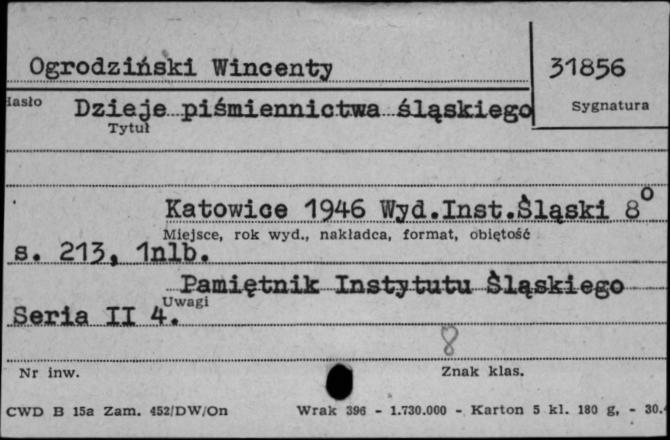 Ogrodziński Wincenty 31856
Hasło Dzieje piśmiennictwa śląskiego Sygnatura
Tytuł
Katowice 1946 Wyd.Inst.Śląski 8°
Miejsce, rok wyd., nakładca, format, obiętość
s. 213, 1nlb.
Pamiętnik Instytutu Śląskiego
Uwagi
Seria II 4.
8
Nr inw. Znak klas.
CWD B 15a Zam. 452/DW/On Wrak 396 - 1.730.000 - Karton 5 kl. 180 g, - 30.